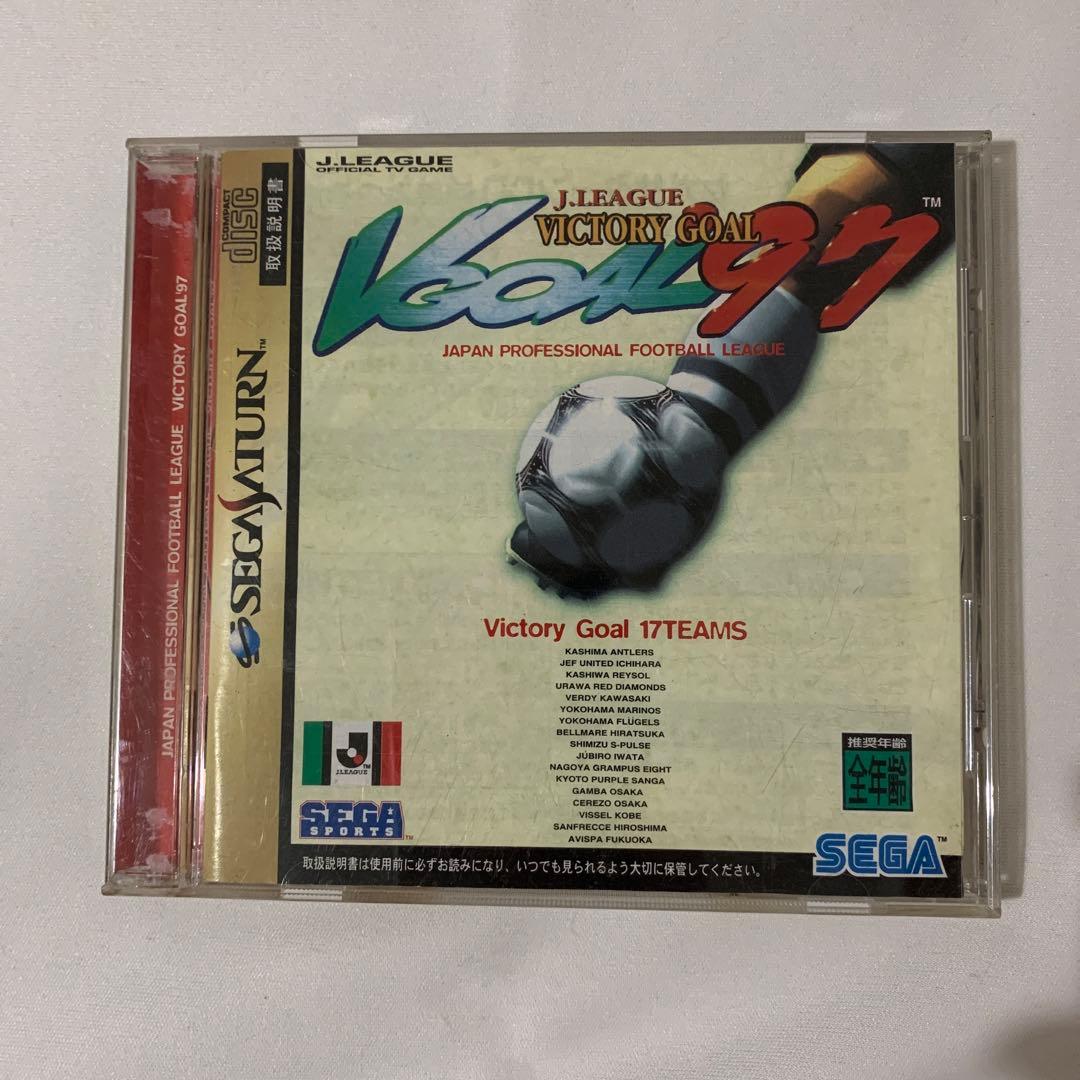 JAPAN PROFESSIONAL FOOTBALL LEAGUE VICTORY GOAL'97
COMPACT
disc
取扱説明書
SEGA SATURN™
J.LEAGUE
OFFICIAL TV GAME
J.LEAGUE
VICTORY GOAL
VGOAL'97™
JAPAN PROFESSIONAL FOOTBALL LEAGUE
Victory Goal 17TEAMS
KASHIMA ANTLERS
JEF UNITED ICHIHARA
KASHIWA REYSOL
URAWA RED DIAMONDS
VERDY KAWASAKI
YOKOHAMA MARINOS
YOKOHAMA FLÜGELS
BELLMARE HIRATSUKA
SHIMIZU S-PULSE
JÚBIRO IWATA
NAGOYA GRAMPUS EIGHT
KYOTO PURPLE SANGA
GAMBA OSAKA
CEREZO OSAKA
VISSEL KOBE
SANFRECCE HIROSHIMA
AVISPA FUKUOKA
J.LEAGUE™
SEGA
SPORTS™
推奨年齢
全年齢
SEGA™
取扱説明書は使用前に必ずお読みになり、いつでも見られるよう大切に保管してください。